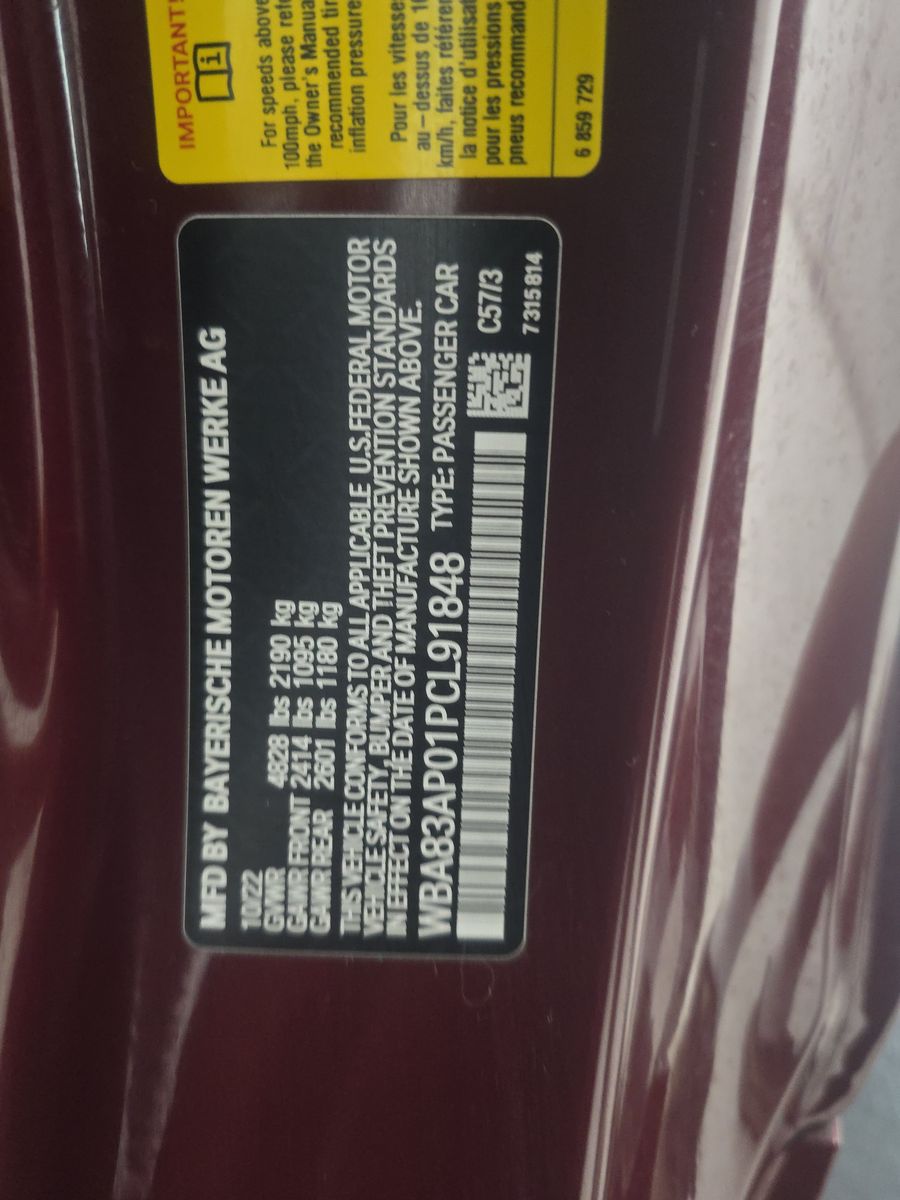 MFD BY BAYERISCHE MOTOREN WERKE AG
10/22
GVWR 4828 lbs 2190 kg
GAWR FRONT 2414 lbs 1095 kg
GAWR REAR 2601 lbs 1180 kg
THIS VEHICLE CONFORMS TO ALL APPLICABLE U.S.FEDERAL MOTOR
VEHICLE SAFETY, BUMPER AND THEFT PREVENTION STANDARDS
IN EFFECT ON THE DATE OF MANUFACTURE SHOWN ABOVE.
WBA83AP01PCL91848 TYPE: PASSENGER CAR
C57/3
7 315 814
IMPORTANT!
For speeds above
100mph, please refe
the Owner's Manua
recommended tir
inflation pressure
Pour les vitesses
au-dessus de 16
km/h, faites référen
la notice d'utilisat
pour les pressions
pneus recommand
6 859 729